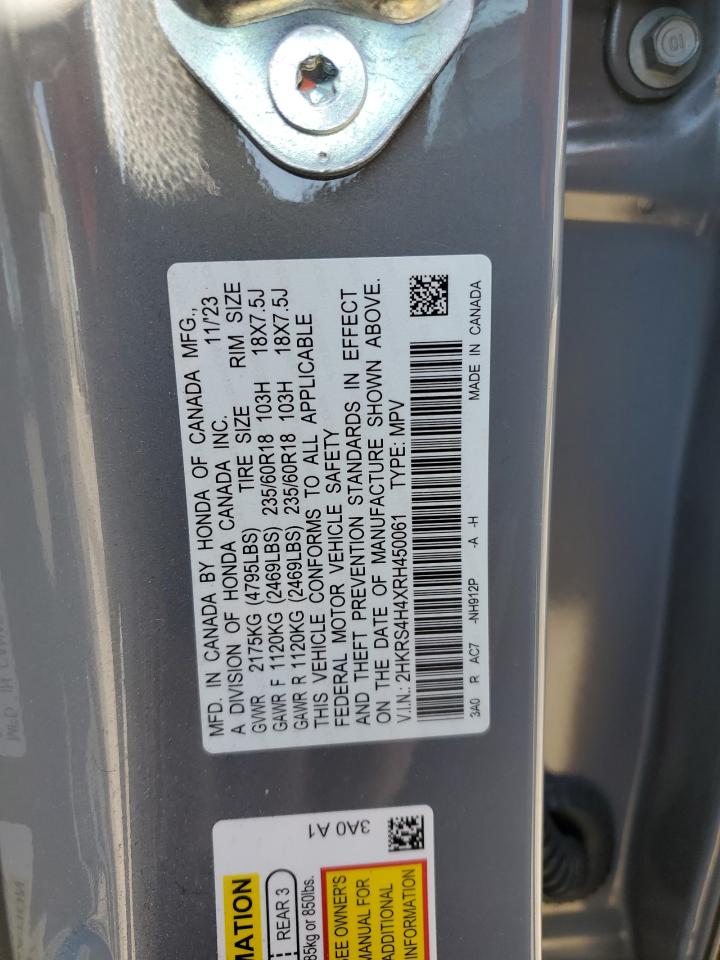 MFD. IN CANADA BY HONDA OF CANADA MFG.,
A DIVISION OF HONDA CANADA INC. 11/'23
GVWR 2175KG (4795LBS) TIRE SIZE RIM SIZE
GAWR F 1120KG (2469LBS) 235/60R18 103H 18X7.5J
GAWR R 1120KG (2469LBS) 235/60R18 103H 18X7.5J
THIS VEHICLE CONFORMS TO ALL APPLICABLE
FEDERAL MOTOR VEHICLE SAFETY
AND THEFT PREVENTION STANDARDS IN EFFECT
ON THE DATE OF MANUFACTURE SHOWN ABOVE.
V.I.N.: 2HKRS4H4XRH450061 TYPE: MPV
3A0 R AC7 -NH912P -A -H MADE IN CANADA
MATION
REAR 3
85kg or 850lbs.
SEE OWNER'S
MANUAL FOR
ADDITIONAL
INFORMATION
3A0 A1